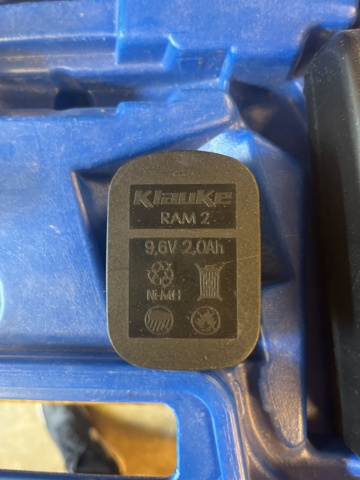 Klauke
RAM 2
9,6V 2,0Ah
Ni-MH